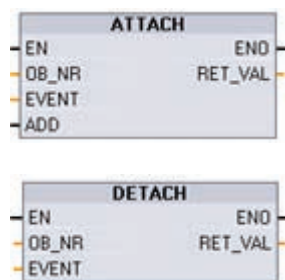 ATTACH
EN ENO
OB_NR RET_VAL
EVENT
ADD
DETACH
EN ENO
OB_NR RET_VAL
EVENT